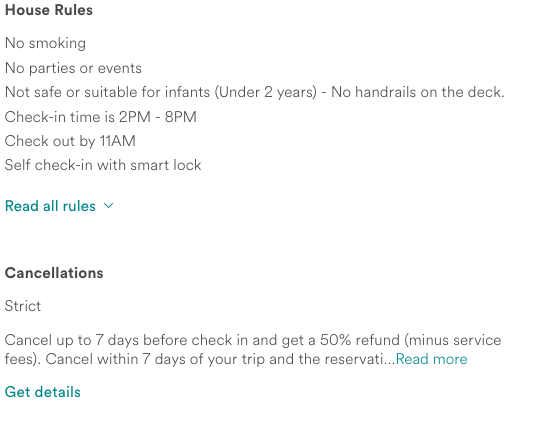 House Rules
No smoking
No parties or events
Not safe or suitable for infants (Under 2 years) - No handrails on the deck.
Check-in time is 2PM - 8PM
Check out by 11AM
Self check-in with smart lock
Read all rules
Cancellations
Strict
Cancel up to 7 days before check in and get a 50% refund (minus service
fees). Cancel within 7 days of your trip and the reservati...Read more
Get details